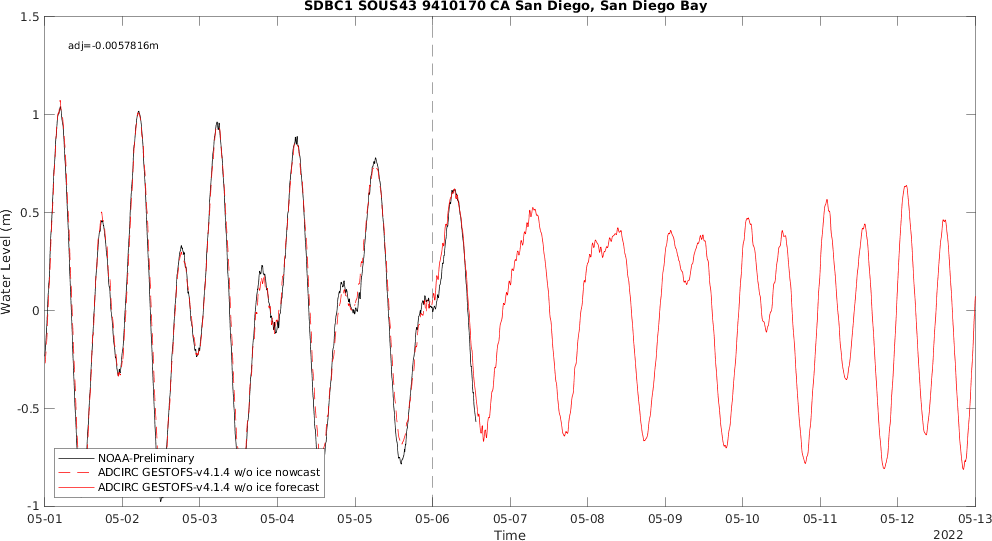 SDBC1 SOUS43 9410170 CA San Diego, San Diego Bay
1.5
adj=-0.0057816m
1
0.5
0
-0.5
-1
Water Level (m)
NOAA-Preliminary
ADCIRC GESTOFS-v4.1.4 w/o ice nowcast
ADCIRC GESTOFS-v4.1.4 w/o ice forecast
05-01 05-02 05-03 05-04 05-05 05-06 05-07 05-08 05-09 05-10 05-11 05-12 05-13
Time
2022